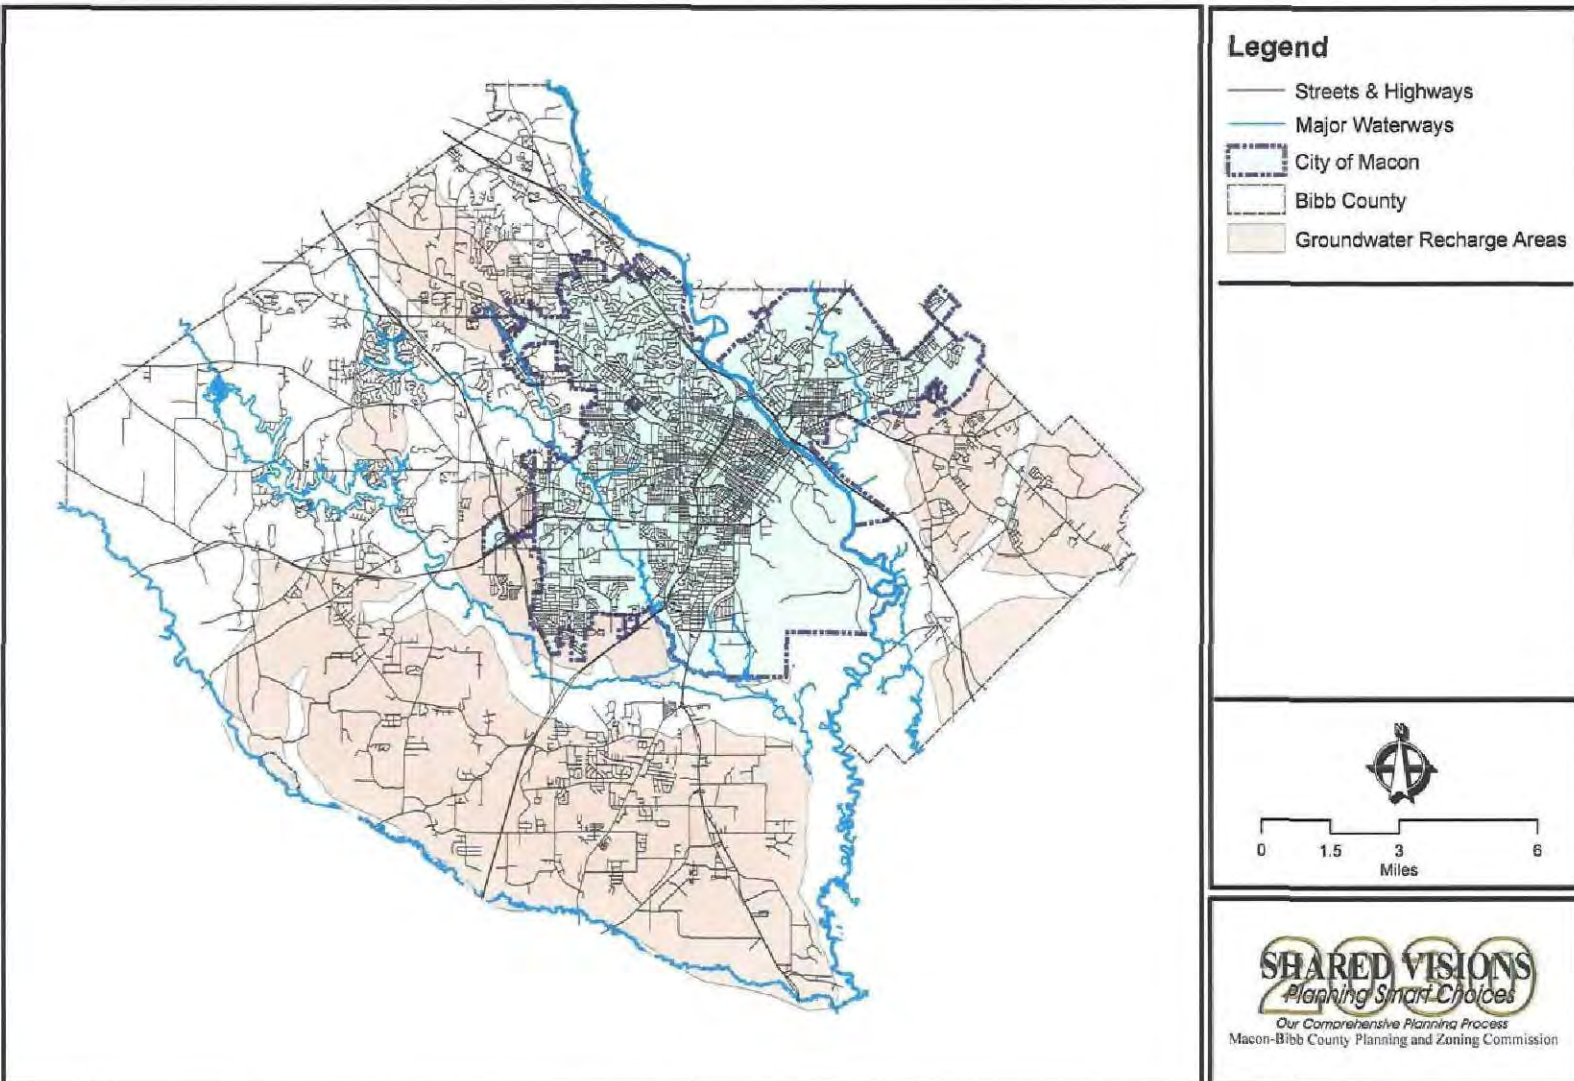 Legend
Streets & Highways
Major Waterways
City of Macon
Bibb County
Groundwater Recharge Areas
N
0 1.5 3 6
Miles
2030
SHARED VISIONS
Planning Smart Choices
Our Comprehensive Planning Process
Macon-Bibb County Planning and Zoning Commission